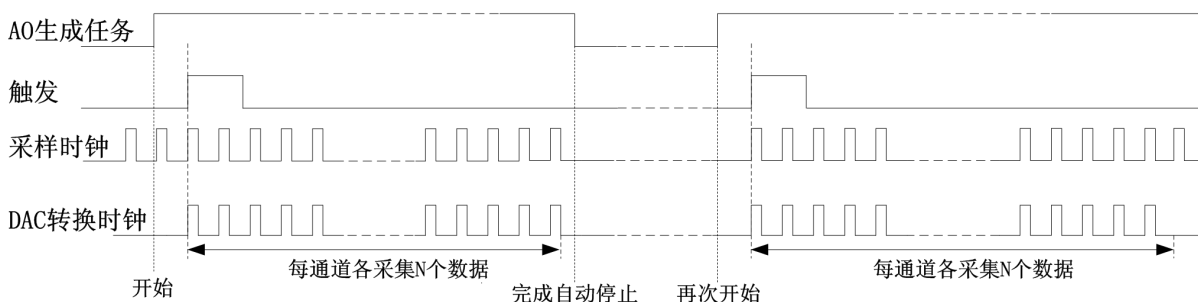 AO生成任务
触发
采样时钟
DAC转换时钟
每通道各采集N个数据
每通道各采集N个数据
开始
完成自动停止
再次开始